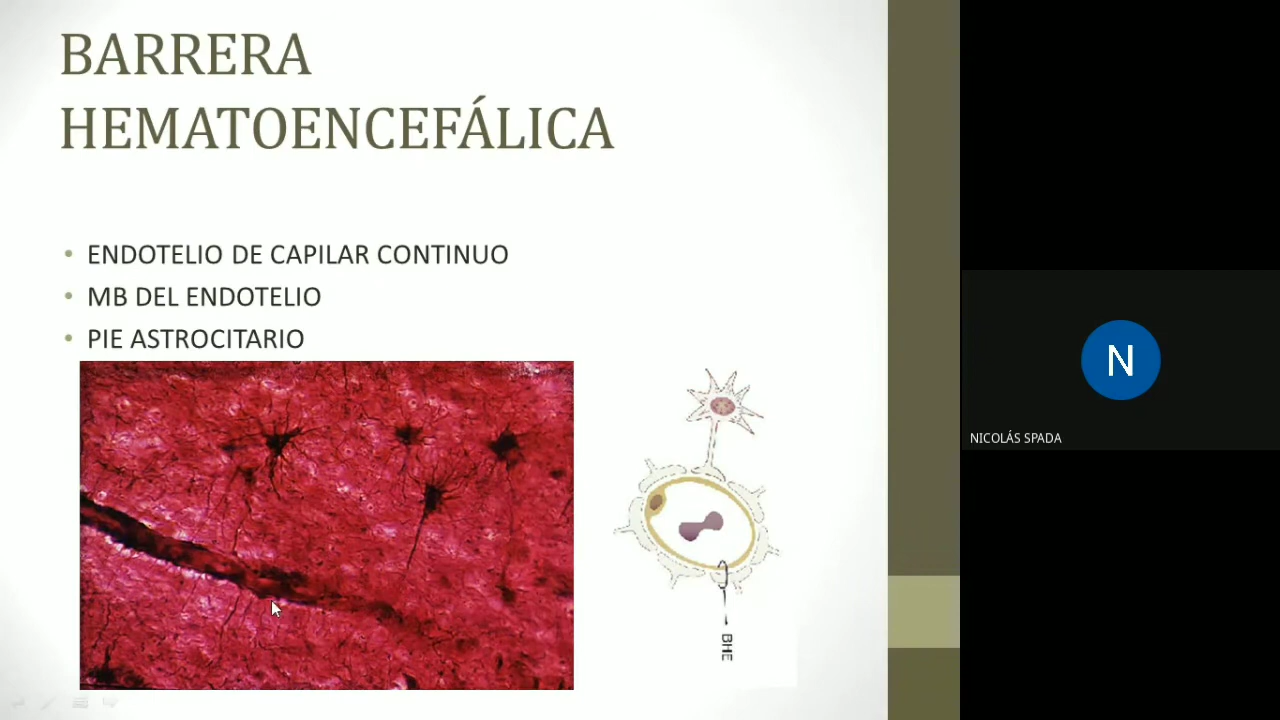 BARRERA
HEMATOENCEFÁLICA
• ENDOTELIO DE CAPILAR CONTINUO
• MB DEL ENDOTELIO
• PIE ASTROCITARIO
BHE
N
NICOLÁS SPADA